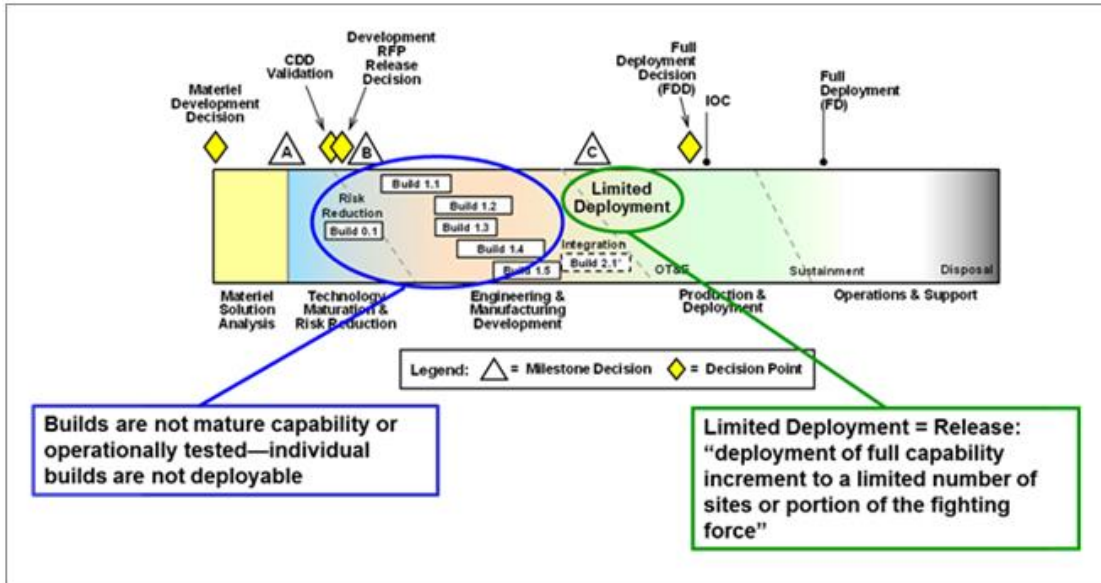 Materiel
Development
Decision
CDD
Validation
Development
RFP
Release
Decision
Full
Deployment
Decision
(FDD)
IOC
Full
Deployment
(FD)
A
B
C
Risk
Reduction
Build 0.1
Build 1.1
Build 1.2
Build 1.3
Build 1.4
Build 1.5
Limited
Deployment
Integration
Build 2.1*
OT&E
Sustainment
Disposal
Materiel
Solution
Analysis
Technology
Maturation &
Risk Reduction
Engineering &
Manufacturing
Development
Production &
Deployment
Operations & Support
Legend: = Milestone Decision = Decision Point
Builds are not mature capability or
operationally tested—individual
builds are not deployable
Limited Deployment = Release:
“deployment of full capability
increment to a limited number of
sites or portion of the fighting
force”